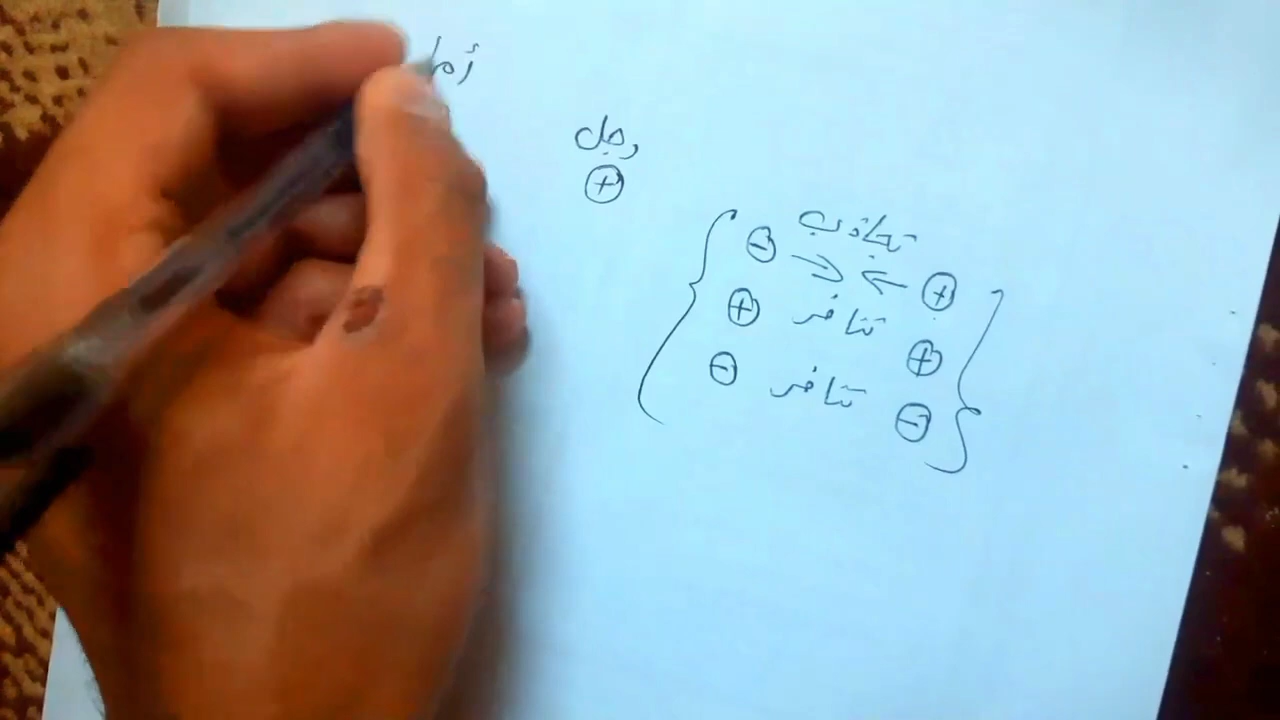 رجل
⊕
⊖ تجاذب ⊕
→ ←
⊕ تنافر ⊕
⊖ تنافر ⊖